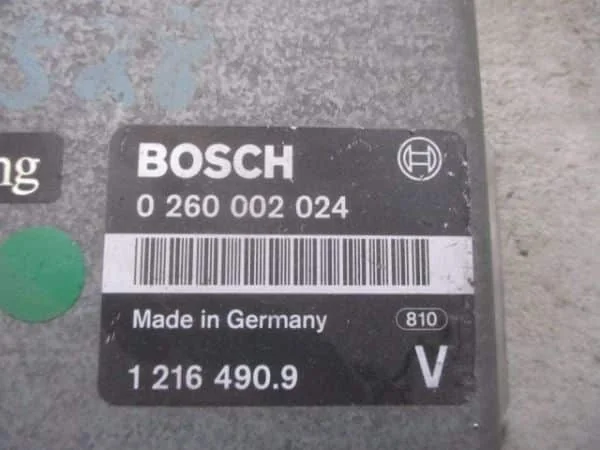 ng
BOSCH
0 260 002 024
Made in Germany 810
1 216 490.9 V